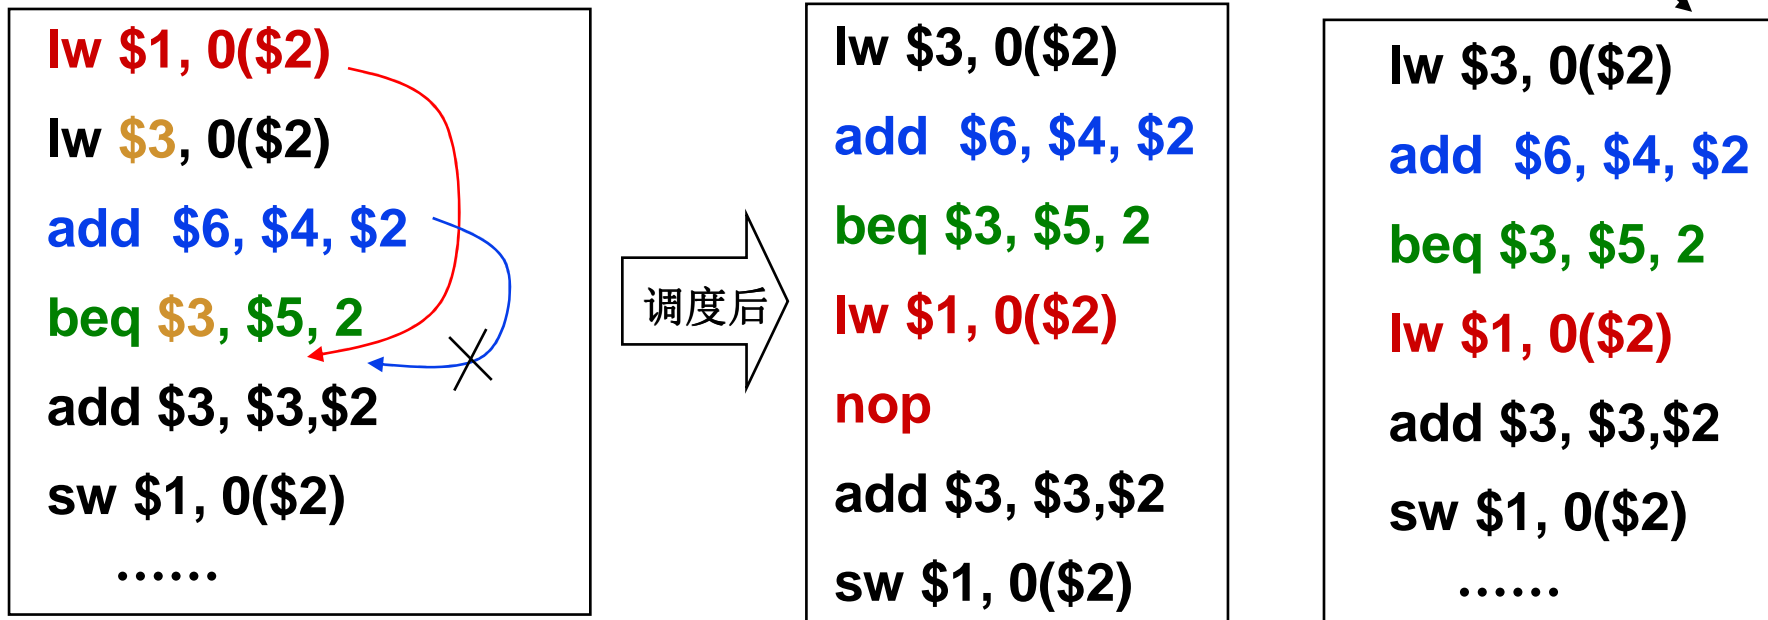 lw $1, 0($2)
lw $3, 0($2)
add $6, $4, $2
beq $3, $5, 2
add $3, $3,$2
sw $1, 0($2)
……
调度后
lw $3, 0($2)
add $6, $4, $2
beq $3, $5, 2
lw $1, 0($2)
nop
add $3, $3,$2
sw $1, 0($2)
lw $3, 0($2)
add $6, $4, $2
beq $3, $5, 2
lw $1, 0($2)
add $3, $3,$2
sw $1, 0($2)
……